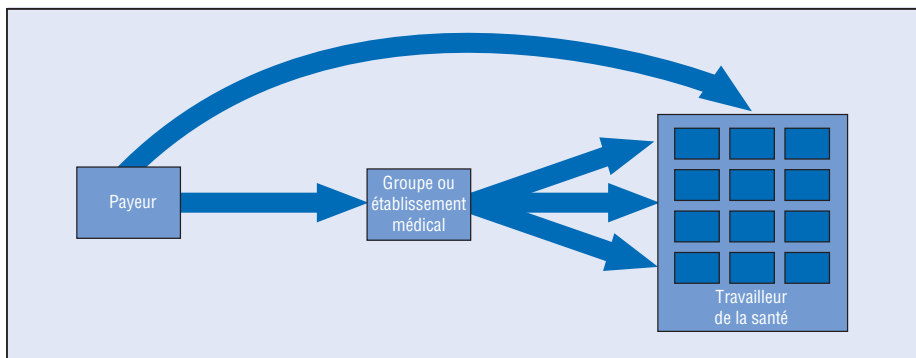 Payeur
Groupe ou
établissement
médical
Travailleur
de la santé